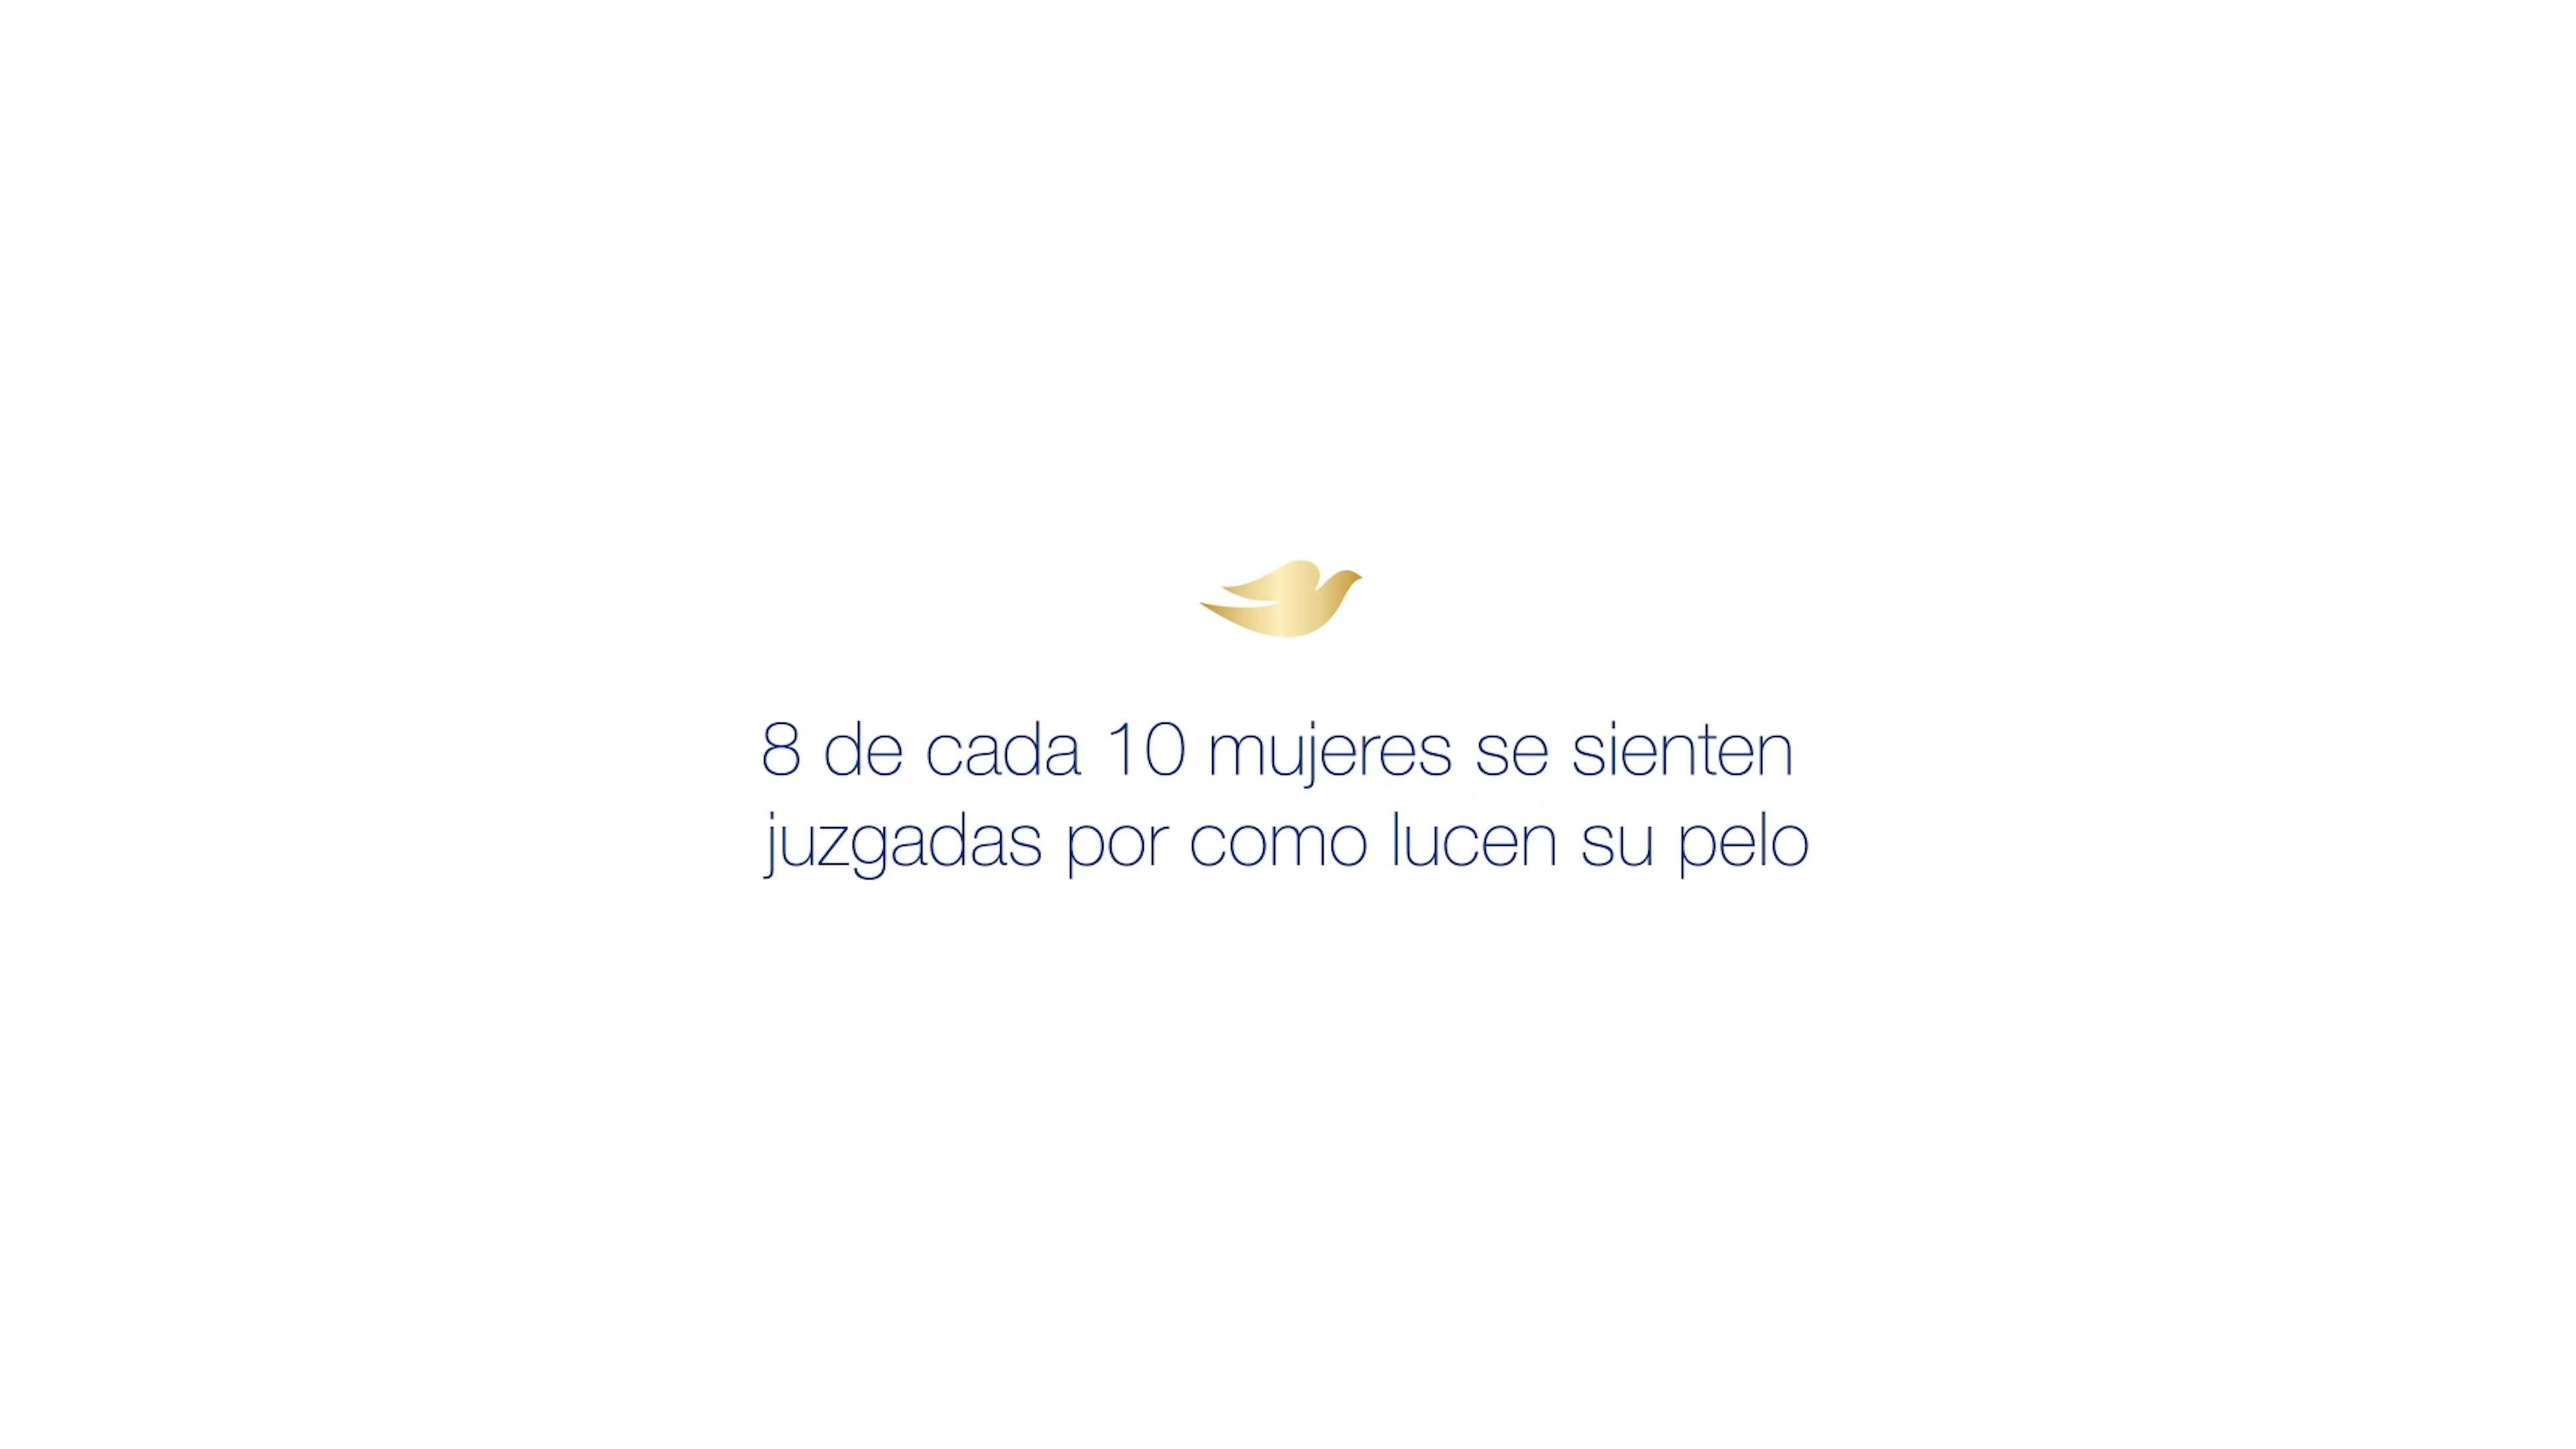 8 de cada 10 mujeres se sienten
juzgadas por como lucen su pelo